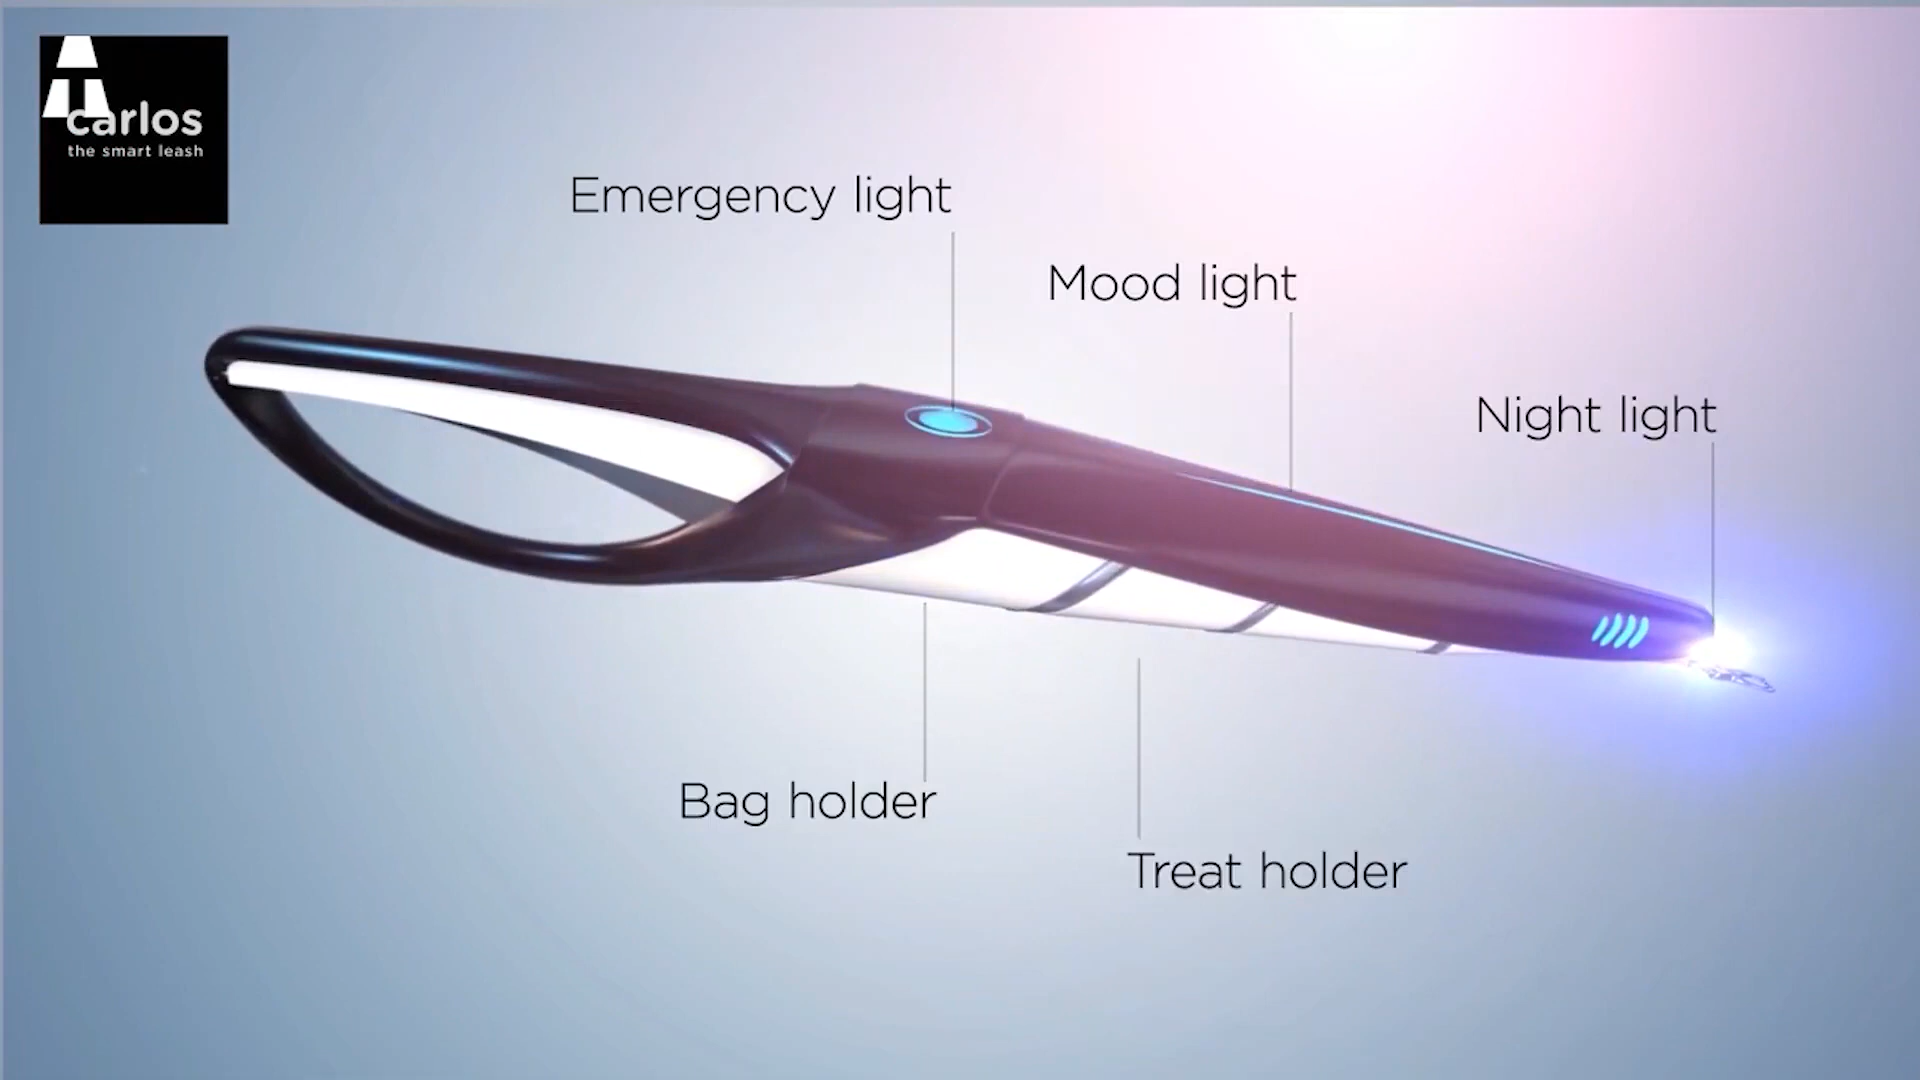 carlos
the smart leash
Emergency light
Mood light
Night light
Bag holder
Treat holder